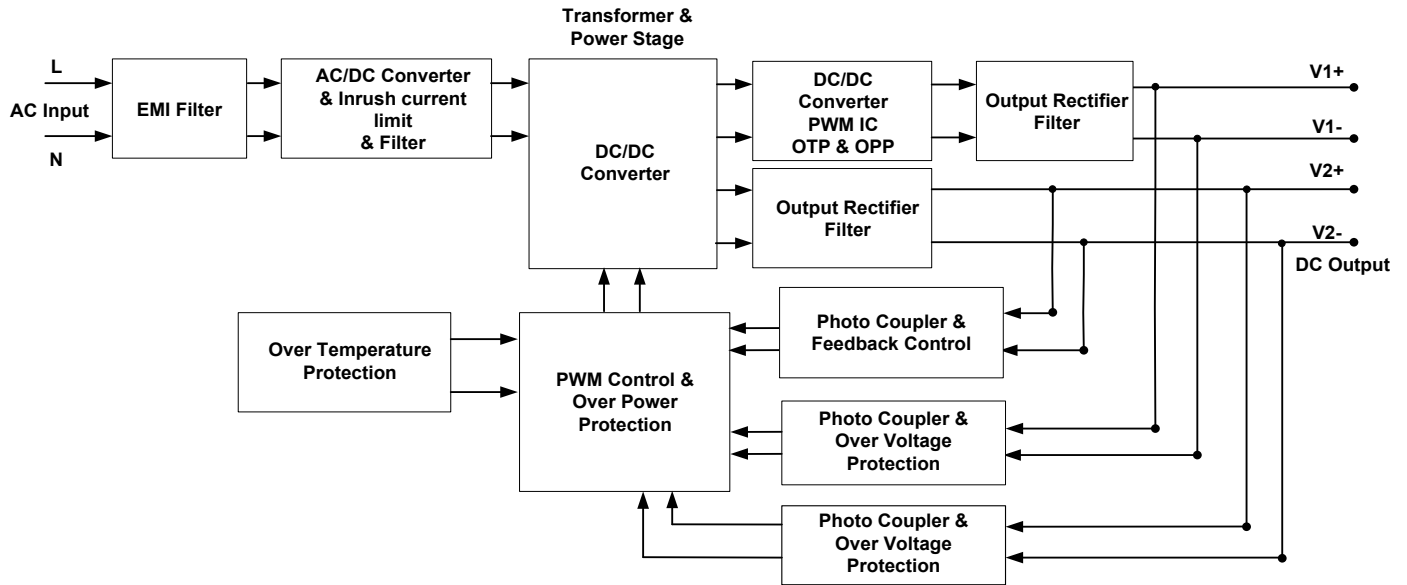 Transformer &
Power Stage
L
AC Input
N
EMI Filter
AC/DC Converter
& Inrush current
limit
& Filter
DC/DC
Converter
DC/DC
Converter
PWM IC
OTP & OPP
Output Rectifier
Filter
V1+
V1-
V2+
V2-
DC Output
Output Rectifier
Filter
Over Temperature
Protection
PWM Control &
Over Power
Protection
Photo Coupler &
Feedback Control
Photo Coupler &
Over Voltage
Protection
Photo Coupler &
Over Voltage
Protection